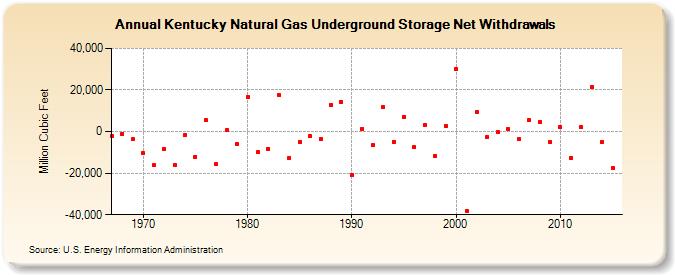 Annual Kentucky Natural Gas Underground Storage Net Withdrawals
Million Cubic Feet
40,000
20,000
0
-20,000
-40,000
1970 1980 1990 2000 2010
Source: U.S. Energy Information Administration